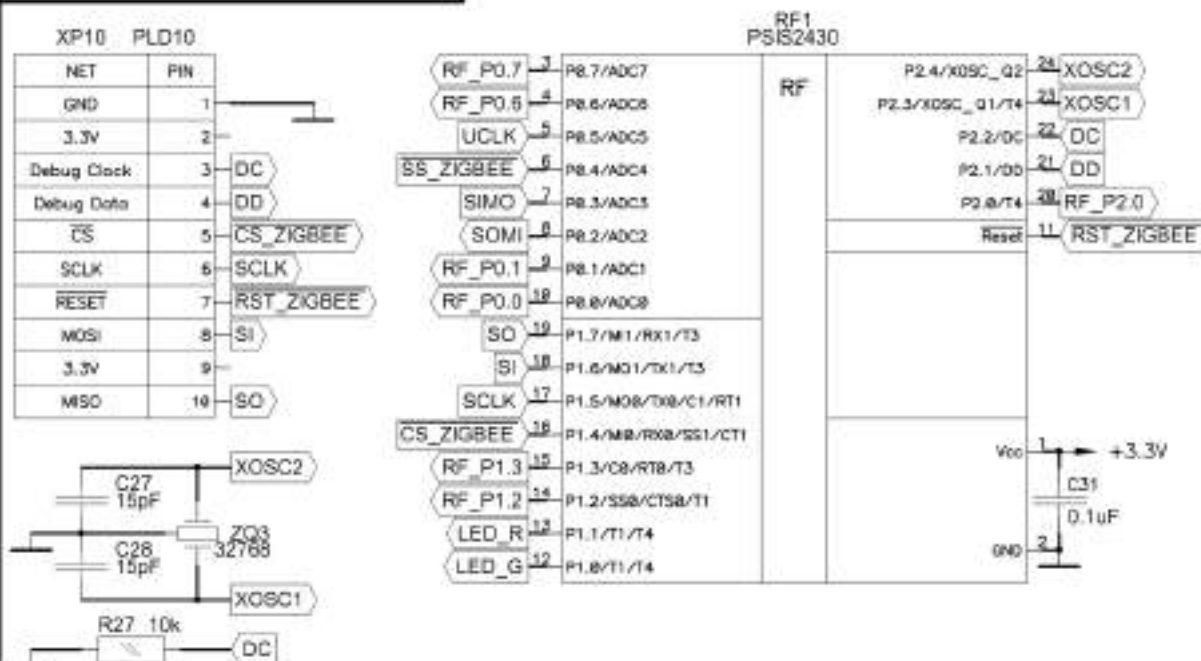 XP10 PLD10
NET PIN
GND 1
3.3V 2
Debug Clock 3 DC
Debug Data 4 DD
CS 5 CS_ZIGBEE
SCLK 6 SCLK
RESET 7 RST_ZIGBEE
MOSI 8 SI
3.3V 9
MISO 10 SO
XOSC2
C27
15pF
ZQ3
32768
C28
15pF
XOSC1
R27 10k
DC
RF1
PSIS2430
RF
RF_P0.7 3 P0.7/ADC7
RF_P0.6 4 P0.6/ADC6
UCLK 5 P0.5/ADC5
SS_ZIGBEE 6 P0.4/ADC4
SIMO 7 P0.3/ADC3
SOMI 8 P0.2/ADC2
RF_P0.1 9 P0.1/ADC1
RF_P0.0 10 P0.0/ADC0
SO 19 P1.7/MI1/RX1/T3
SI 18 P1.6/MO1/TX1/T3
SCLK 17 P1.5/MO0/TX0/C1/RT1
CS_ZIGBEE 16 P1.4/MI0/RX0/SS1/CT1
RF_P1.3 15 P1.3/C0/RT0/T3
RF_P1.2 14 P1.2/SS0/CTS0/T1
LED_R 13 P1.1/T1/T4
LED_G 12 P1.0/T1/T4
P2.4/XOSC_Q2 24 XOSC2
P2.3/XOSC_Q1/T4 23 XOSC1
P2.2/DC 22 DC
P2.1/DD 21 DD
P2.0/T4 20 RF_P2.0
Reset 11 RST_ZIGBEE
Vcc 1 +3.3V
C31
0.1uF
GND 2